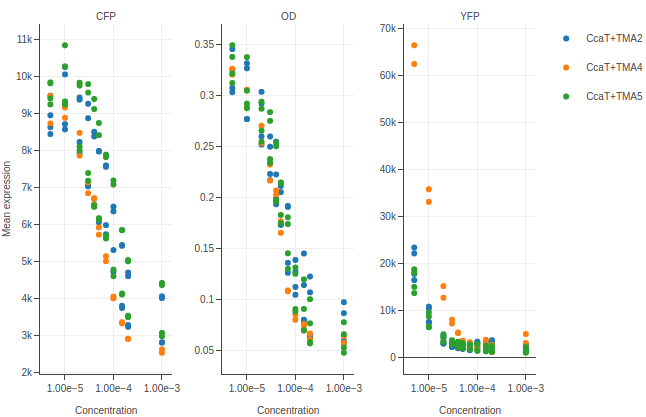 CFP
OD
YFP
11k
10k
9k
8k
7k
6k
5k
4k
3k
2k
0.35
0.3
0.25
0.2
0.15
0.1
0.05
70k
60k
50k
40k
30k
20k
10k
0
Mean expression
1.00e-5 1.00e-4 1.00e-3
1.00e-5 1.00e-4 1.00e-3
1.00e-5 1.00e-4 1.00e-3
Concentration
Concentration
Concentration
CcaT+TMA2
CcaT+TMA4
CcaT+TMA5